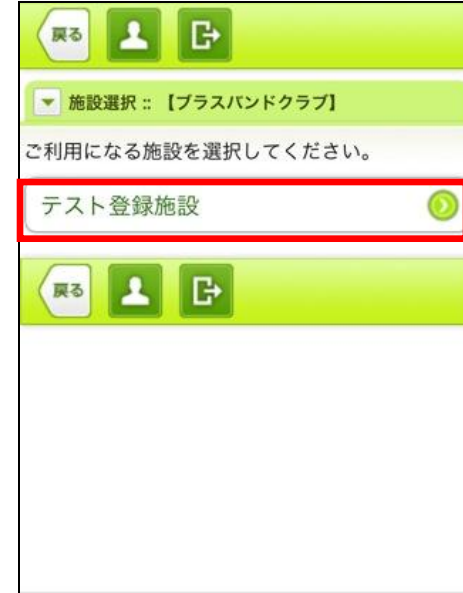 戻る
施設選択 :: 【ブラスバンドクラブ】
ご利用になる施設を選択してください。
テスト登録施設
戻る